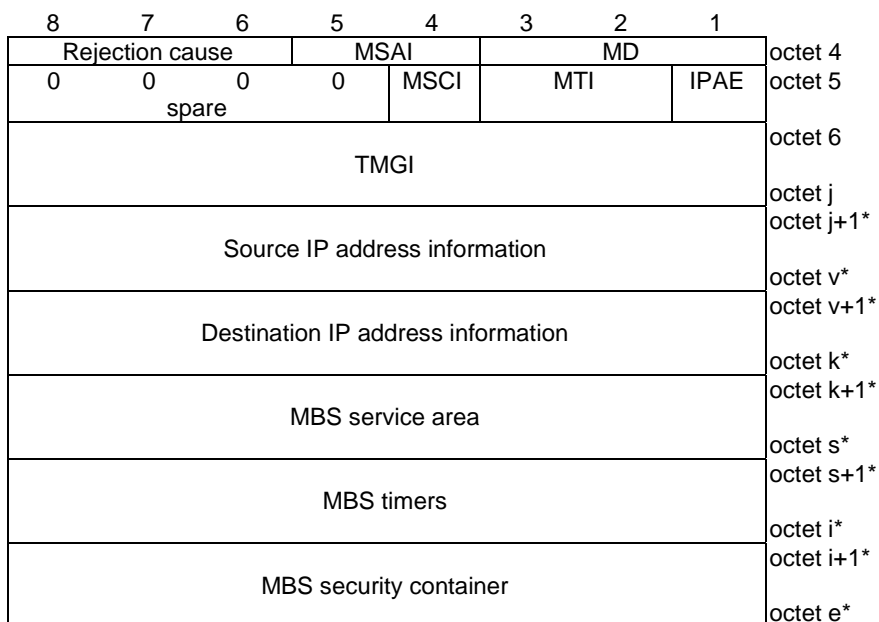 8 7 6 5 4 3 2 1
Rejection cause MSAI MD octet 4
0 0 0 0 MSCI MTI IPAE octet 5
spare
octet 6
TMGI
octet j
octet j+1*
Source IP address information
octet v*
octet v+1*
Destination IP address information
octet k*
octet k+1*
MBS service area
octet s*
octet s+1*
MBS timers
octet i*
octet i+1*
MBS security container
octet e*